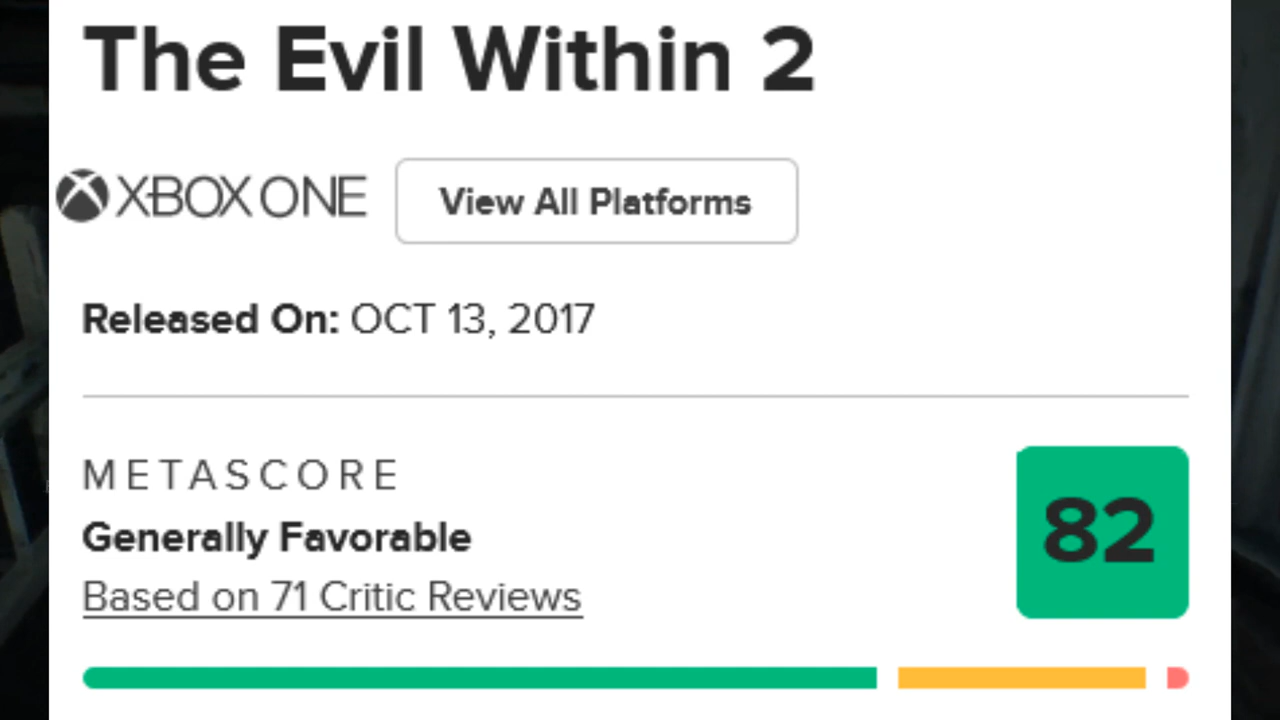 The Evil Within 2
XBOX ONE
View All Platforms
Released On: OCT 13, 2017
METASCORE
Generally Favorable
Based on 71 Critic Reviews
82